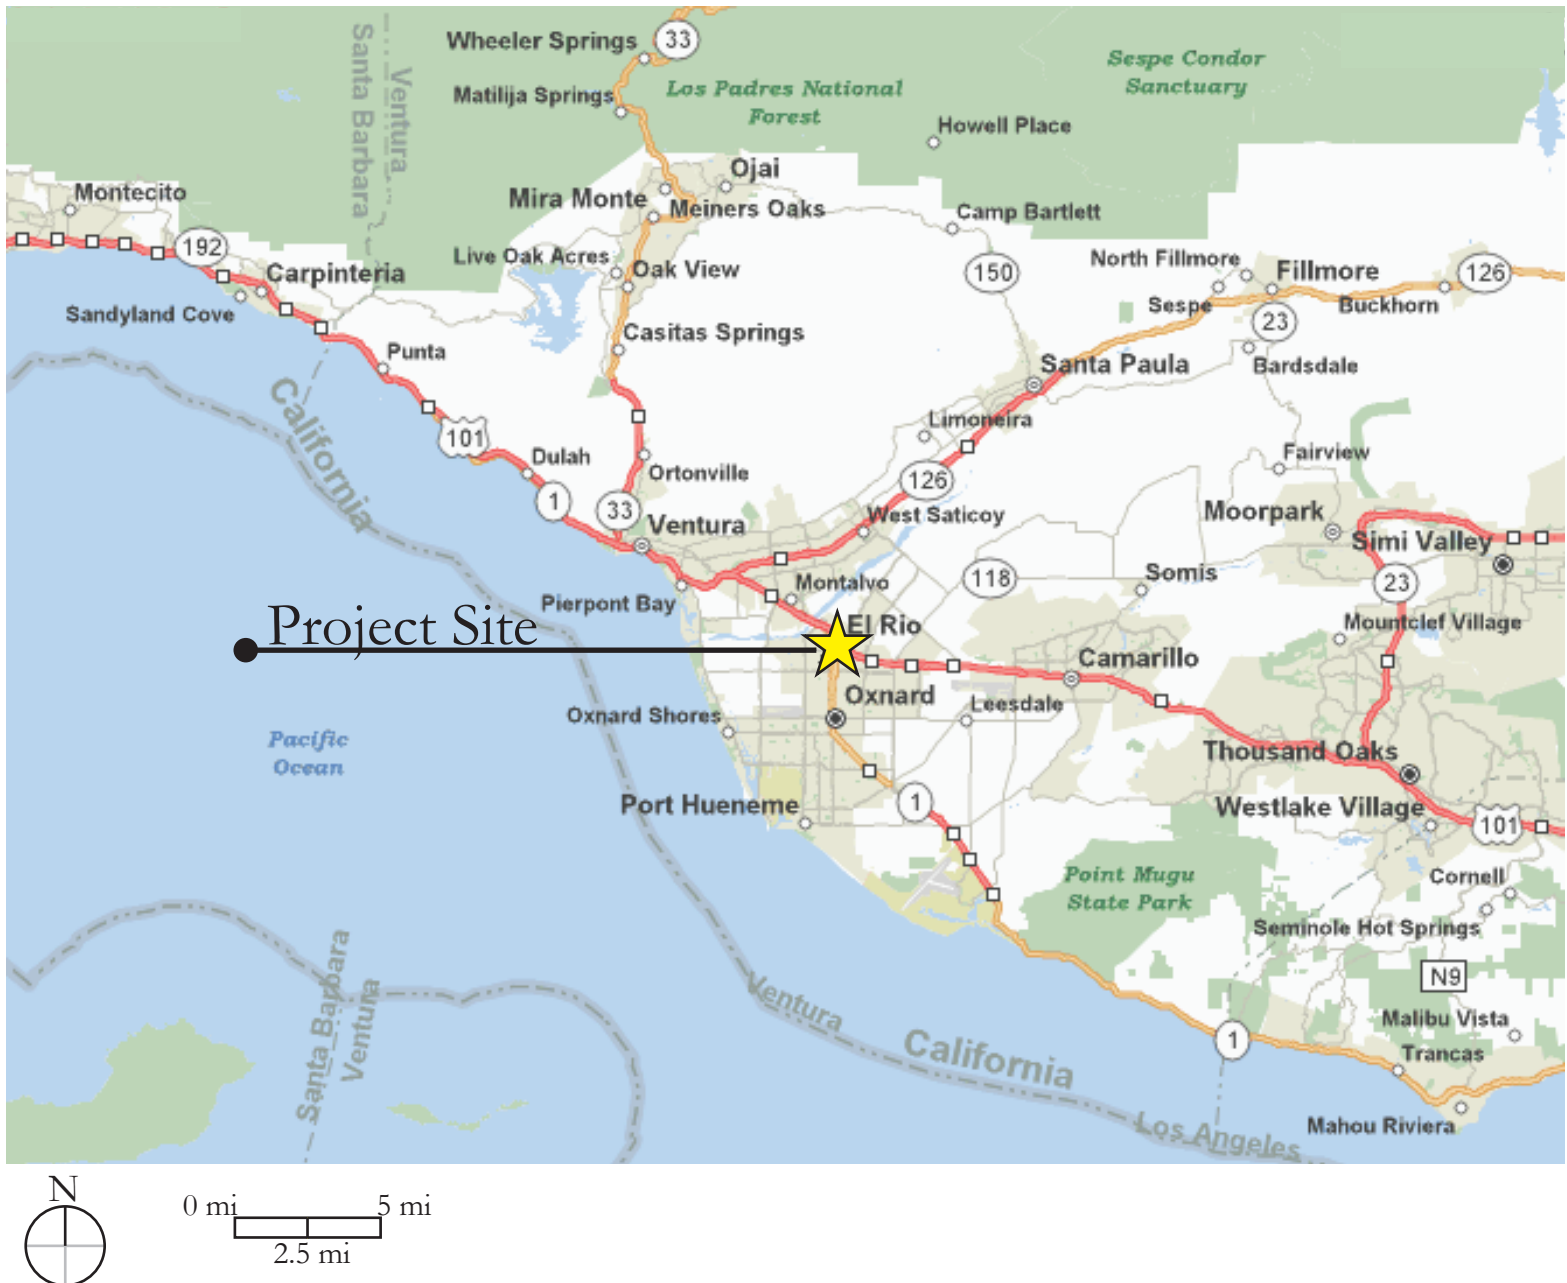 Wheeler Springs
33
Sespe Condor
Sanctuary
Los Padres National
Forest
Matilija Springs
Santa Barbara
Ventura
Howell Place
Ojai
Montecito
Mira Monte
Meiners Oaks
Camp Bartlett
192
Live Oak Acres
Oak View
150
North Fillmore
Fillmore
126
Carpinteria
Sespe
Buckhorn
Sandyland Cove
23
Casitas Springs
Punta
Santa Paula
Bardsdale
California
Limoneira
101
Dulah
Ortonville
Fairview
126
1
33
Ventura
West Saticoy
Moorpark
Simi Valley
118
Somis
23
Montalvo
Pierpont Bay
Project Site
El Rio
Mountclef Village
Camarillo
Oxnard
Leesdale
Oxnard Shores
Pacific
Ocean
Thousand Oaks
Port Hueneme
1
Westlake Village
101
Point Mugu
State Park
Cornell
Seminole Hot Springs
N9
Santa Barbara
Ventura
Ventura
California
Malibu Vista
1
Trancas
Los Angeles
Mahou Riviera
N
0 mi
5 mi
2.5 mi